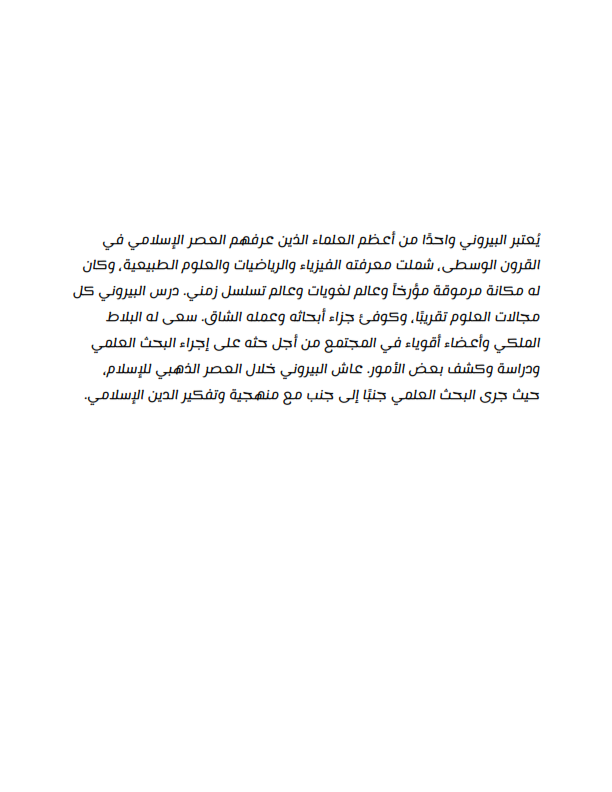 يُعتبر البيروني واحدًا من أعظم العلماء الذين عرفهم العصر الإسلامي في
القرون الوسطى، شملت معرفته الفيزياء والرياضيات والعلوم الطبيعية، وكان
له مكانة مرموقة مؤرخاً وعالم لغويات وعالم تسلسل زمني. درس البيروني كل
مجالات العلوم تقريبًا، وكوفئ جزاء أبحاثه وعمله الشاق. سعى له البلاط
الملكي وأعضاء أقوياء في المجتمع من أجل حثه على إجراء البحث العلمي
ودراسة وكشف بعض الأمور. عاش البيروني خلال العصر الذهبي للإسلام،
حيث جرى البحث العلمي جنبًا إلى جنب مع منهجية وتفكير الدين الإسلامي.